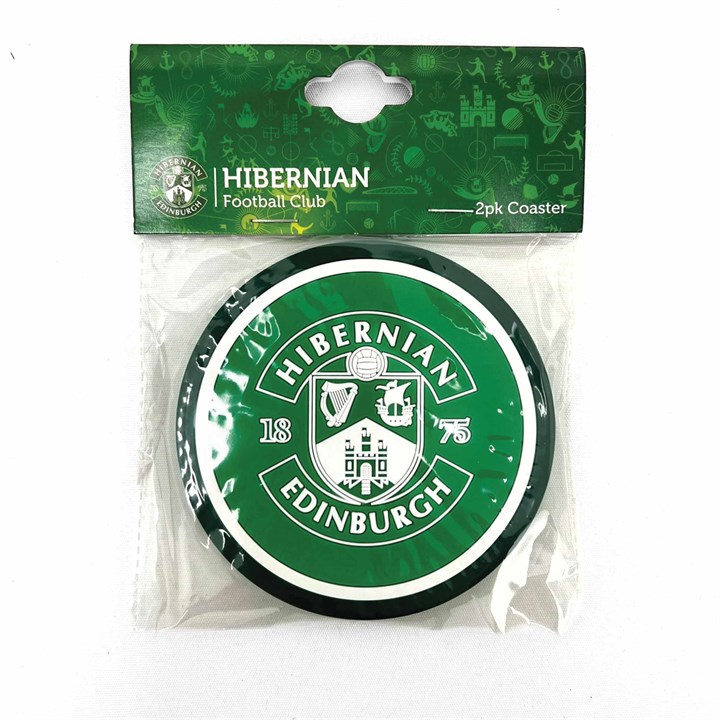 HIBERNIAN
EDINBURGH
HIBERNIAN
Football Club
2pk Coaster
HIBERNIAN
18 75
EDINBURGH